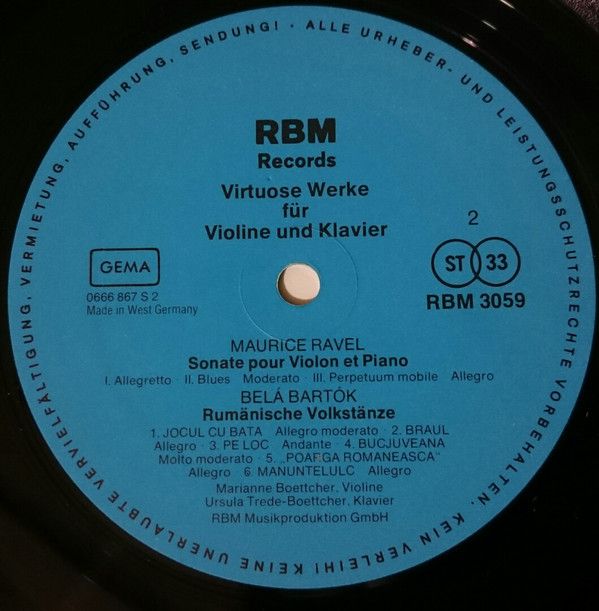 ALLE URHEBER- UND LEISTUNGSSCHUTZRECHTE VORBEHALTEN. KEIN VERLEIH! KEINE UNERLAUBTE VERVIELFÄLTIGUNG, VERMIETUNG, AUFFÜHRUNG, SENDUNG! ·
RBM
Records
Virtuose Werke
für
Violine und Klavier
2
GEMA
ST 33
0666 867 S 2
Made in West Germany
RBM 3059
MAURICE RAVEL
Sonate pour Violon et Piano
I. Allegretto II. Blues Moderato · III. Perpetuum mobile Allegro
BELÁ BARTÓK
Rumänische Volkstänze
1. JOCUL CU BATA Allegro moderato · 2. BRAUL
Allegro · 3. PE LOC Andante · 4. BUCJUVEANA
Molto moderato · 5. „POARGA ROMANEASCA"
Allegro 6. MANUNTELULC Allegro
Marianne Boettcher, Violine
Ursula Trede-Boettcher, Klavier
RBM Musikproduktion GmbH